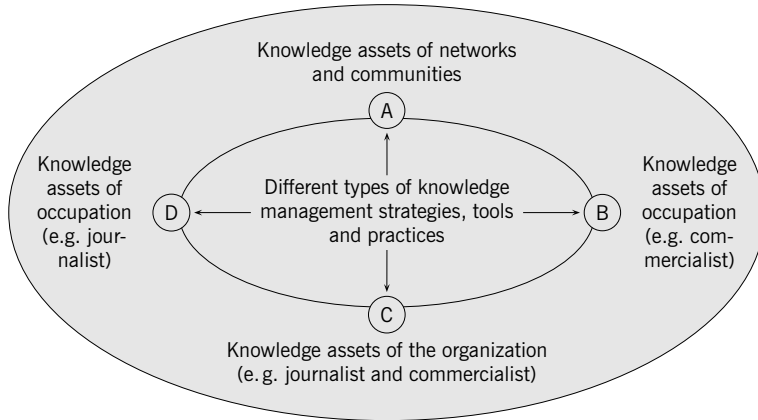 Knowledge assets of networks
and communities
A
Knowledge
assets of
occupation
(e.g. jour-
nalist)
D
Different types of knowledge
management strategies, tools
and practices
B
Knowledge
assets of
occupation
(e.g. com-
mercialist)
C
Knowledge assets of the organization
(e. g. journalist and commercialist)